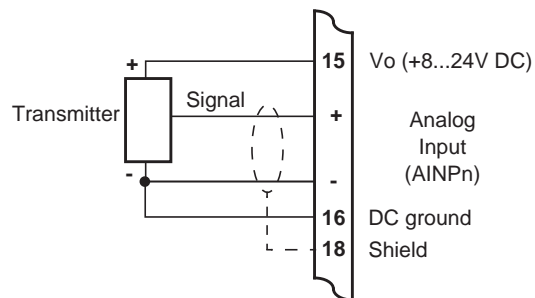 +
15 Vo (+8...24V DC)
Transmitter
Signal
+
Analog
Input
(AINPn)
-
-
16 DC ground
18 Shield